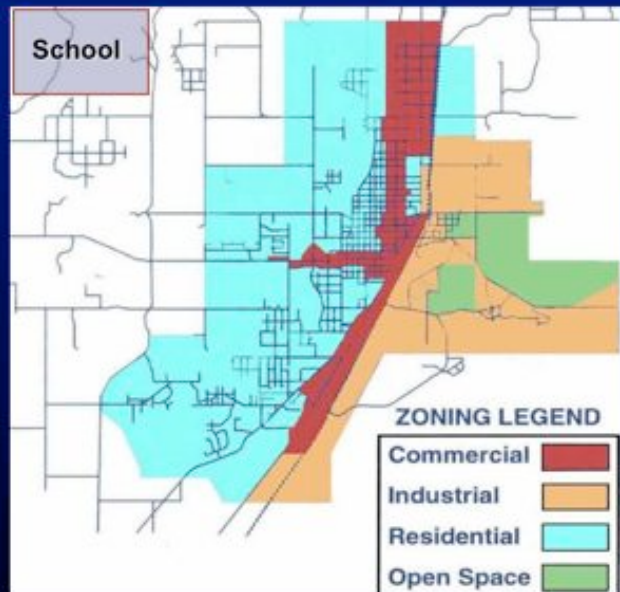 School
ZONING LEGEND
Commercial
Industrial
Residential
Open Space